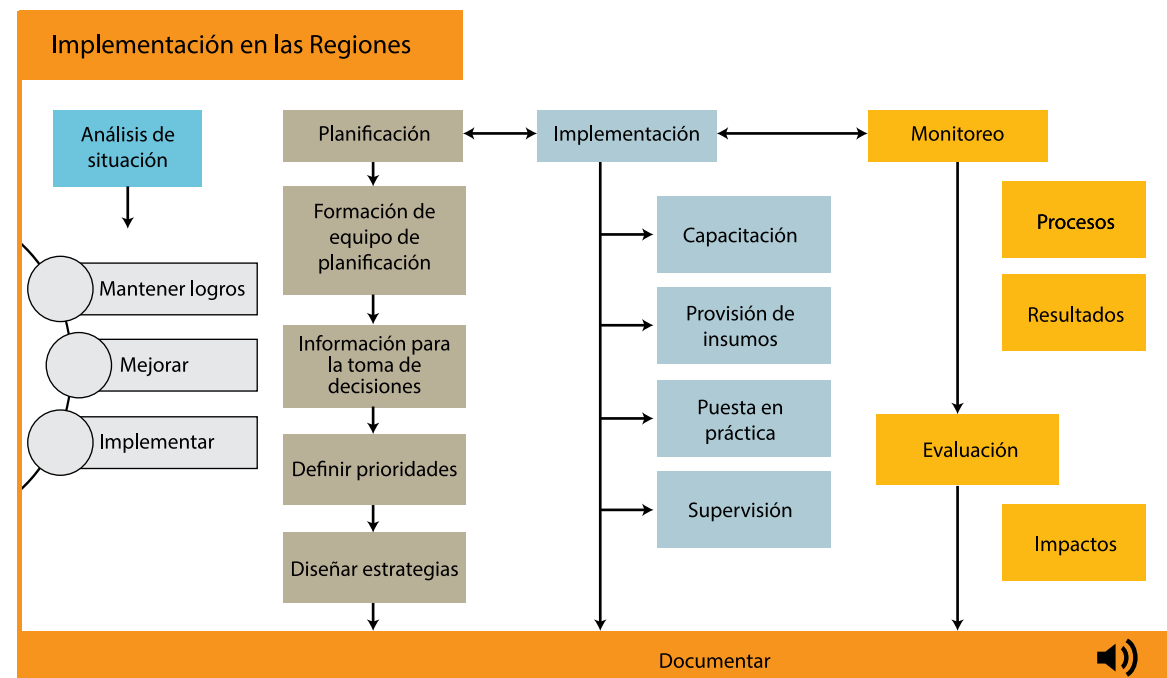 Implementación en las Regiones
Análisis de
situación
Mantener logros
Mejorar
Implementar
Planificación
Formación de
equipo de
planificación
Información para
la toma de
decisiones
Definir prioridades
Diseñar estrategias
Implementación
Capacitación
Provisión de
insumos
Puesta en
práctica
Supervisión
Monitoreo
Procesos
Resultados
Evaluación
Impactos
Documentar